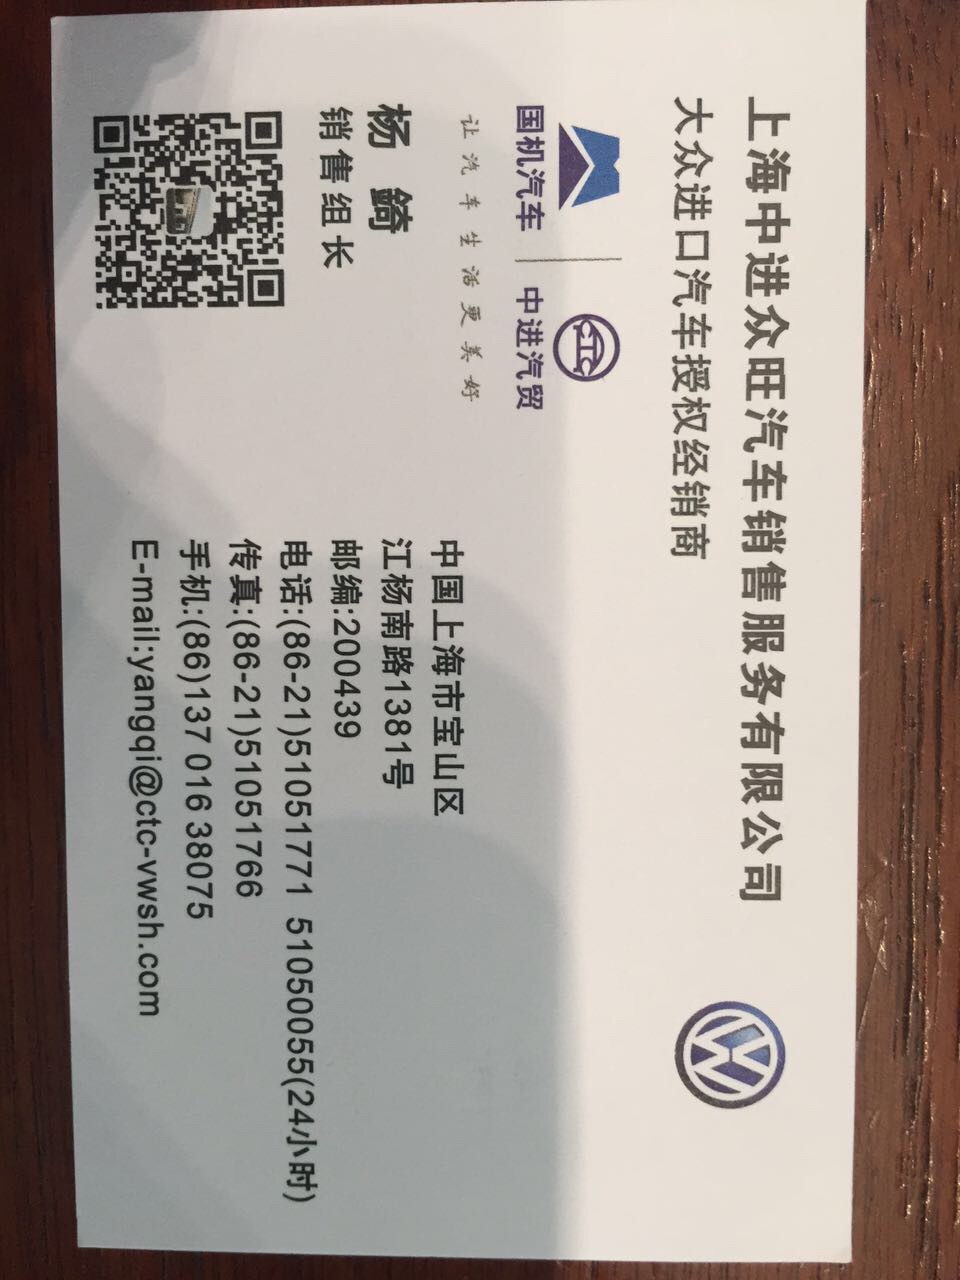 上海中进众旺汽车销售服务有限公司
大众进口汽车授权经销商
国机汽车
CTC
中进汽贸
让汽车生活更美好
杨 錡
销售组长
中国上海市宝山区
江杨南路1381号
邮编:200439
电话:(86-21)51051771 51050055(24小时)
传真:(86-21)51051766
手机:(86)137 016 38075
E-mail:yangqi@ctc-vwsh.com